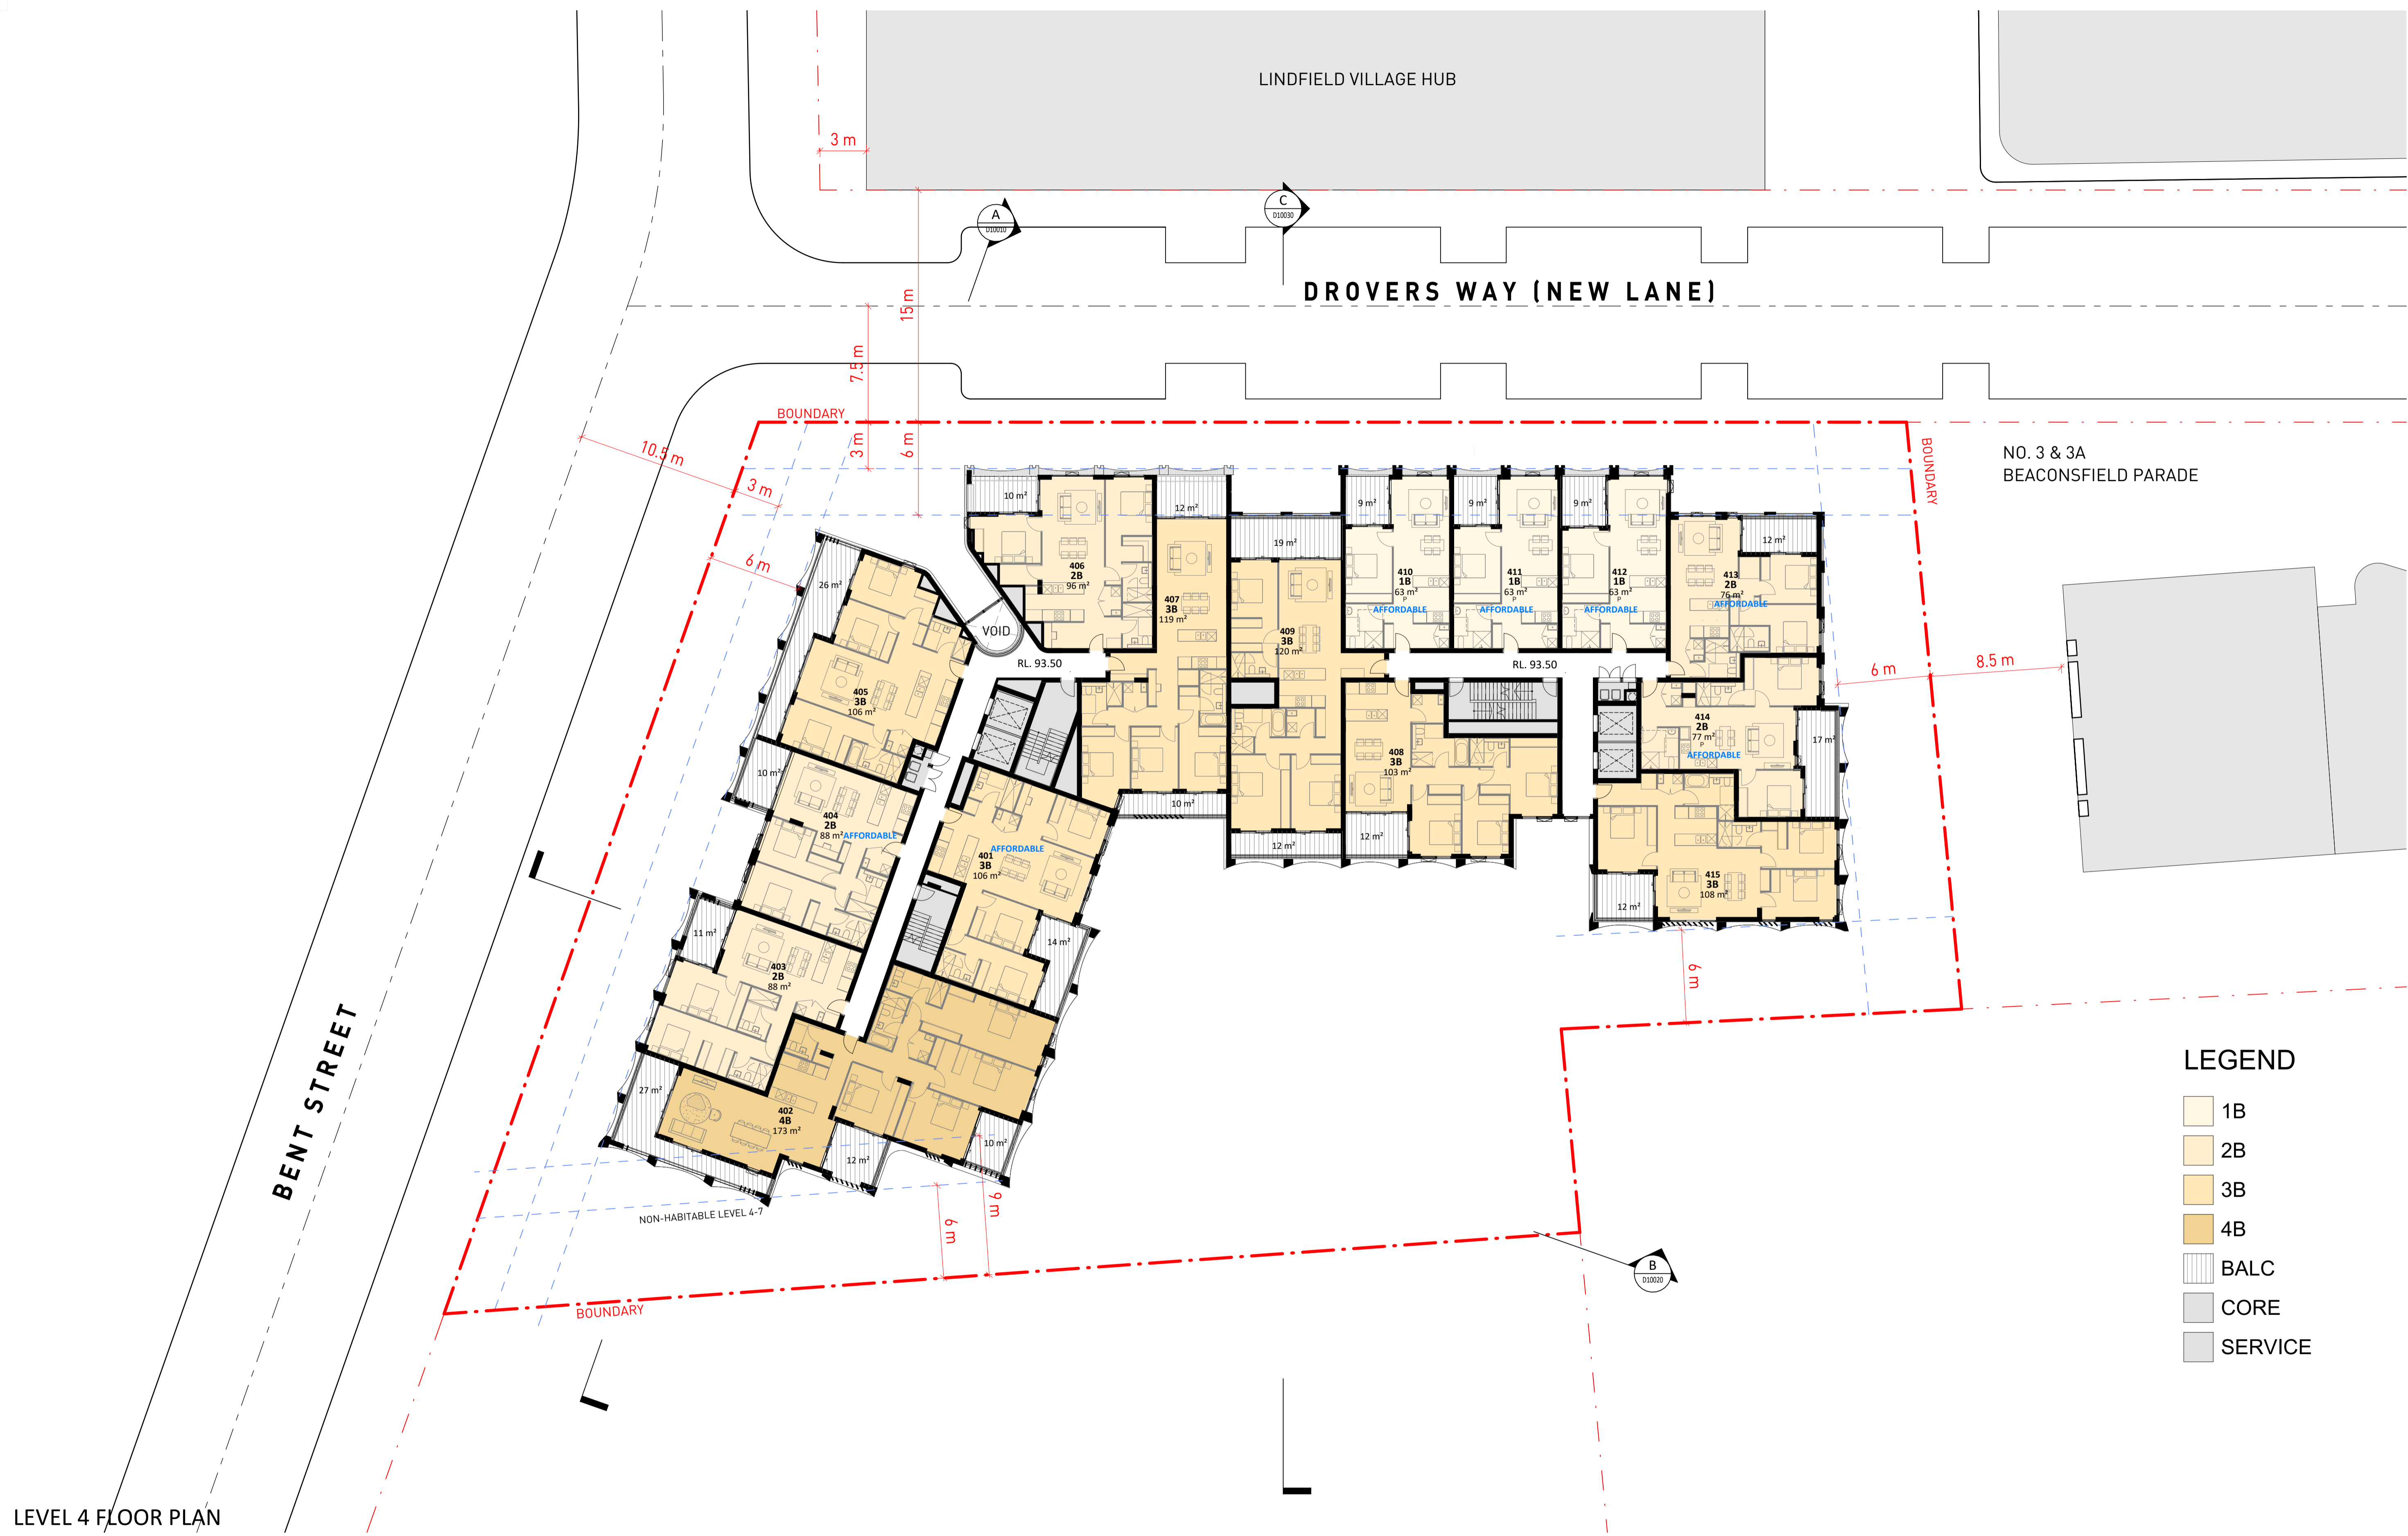 LINDFIELD VILLAGE HUB
3 m
A
D10010
C
D10030
DROVERS WAY (NEW LANE)
15 m
7.5 m
BOUNDARY
3 m
6 m
10.5 m
3 m
6 m
BOUNDARY
NO. 3 & 3A
BEACONSFIELD PARADE
10 m²
12 m²
19 m²
9 m²
9 m²
9 m²
12 m²
406
2B
96 m²
407
3B
119 m²
409
3B
120 m²
410
1B
63 m²
P
AFFORDABLE
411
1B
63 m²
P
AFFORDABLE
412
1B
63 m²
P
AFFORDABLE
413
2B
76 m²
AFFORDABLE
26 m²
VOID
RL. 93.50
RL. 93.50
405
3B
106 m²
6 m
8.5 m
414
2B
77 m²
P
AFFORDABLE
17 m²
408
3B
103 m²
10 m²
10 m²
404
2B
88 m²
AFFORDABLE
401
3B
106 m²
AFFORDABLE
12 m²
12 m²
415
3B
108 m²
12 m²
11 m²
14 m²
403
2B
88 m²
6 m
27 m²
402
4B
173 m²
12 m²
10 m²
NON-HABITABLE LEVEL 4-7
6 m
9 m
BENT STREET
BOUNDARY
B
D10020
LEGEND
1B
2B
3B
4B
BALC
CORE
SERVICE
LEVEL 4 FLOOR PLAN